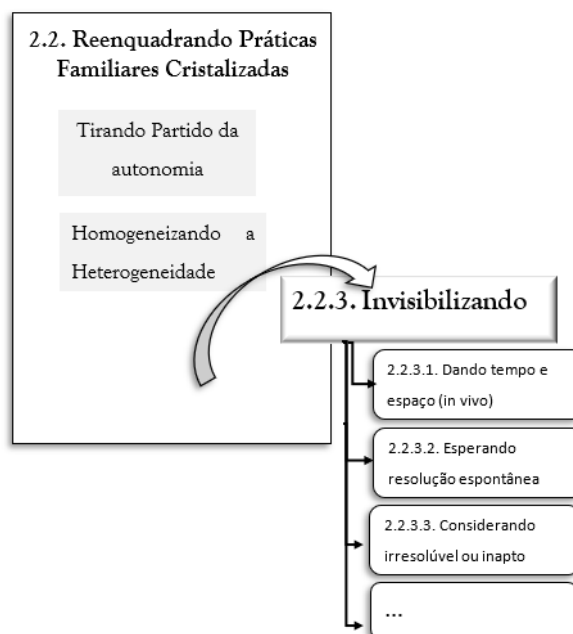 2.2. Reenquadrando Práticas
Familiares Cristalizadas
Tirando Partido da
autonomia
Homogeneizando a
Heterogeneidade
2.2.3. Invisibilizando
2.2.3.1. Dando tempo e
espaço (in vivo)
2.2.3.2. Esperando
resolução espontânea
2.2.3.3. Considerando
irresolúvel ou inapto
...